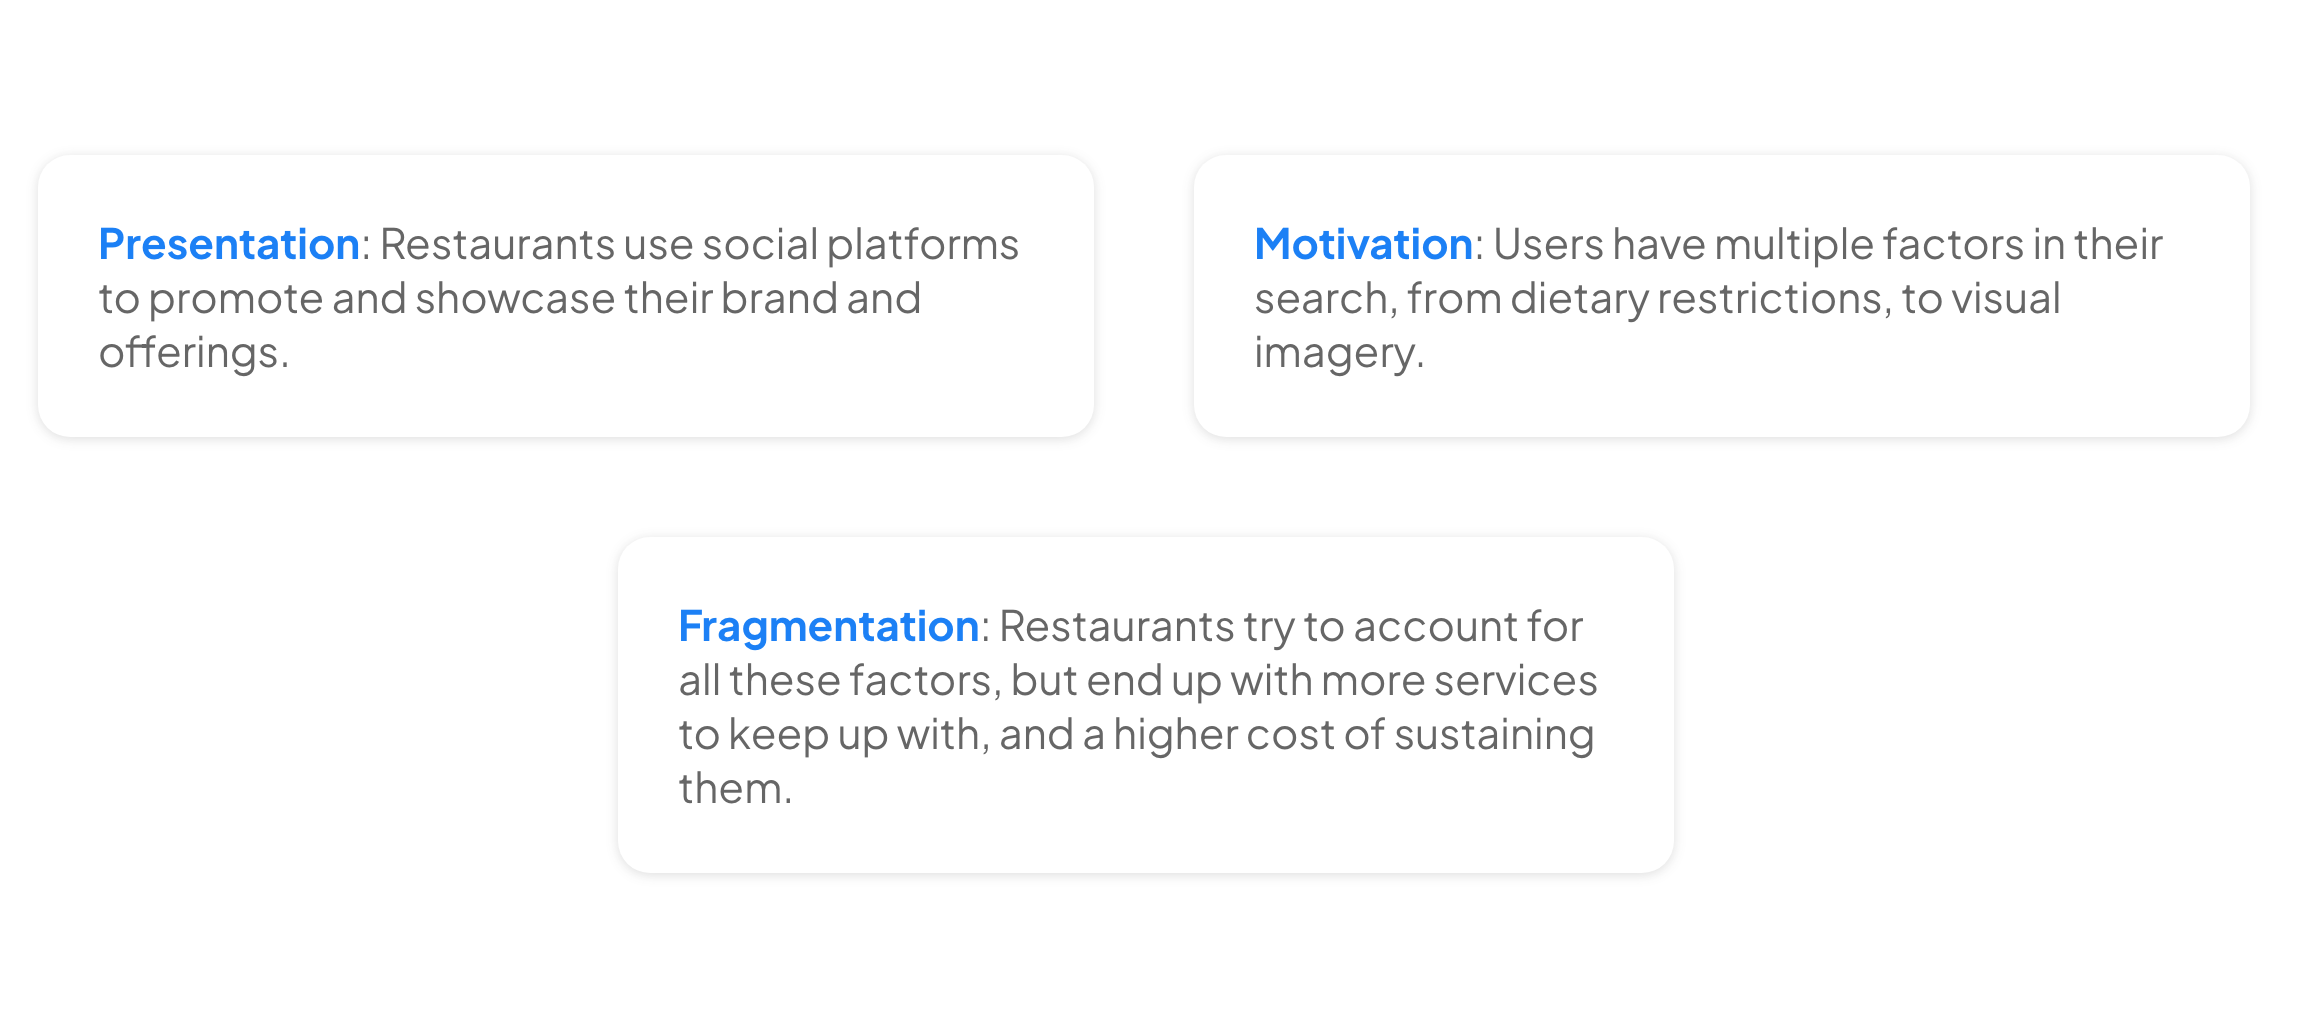 Presentation: Restaurants use social platforms
to promote and showcase their brand and
offerings.
Motivation: Users have multiple factors in their
search, from dietary restrictions, to visual
imagery.
Fragmentation: Restaurants try to account for
all these factors, but end up with more services
to keep up with, and a higher cost of sustaining
them.